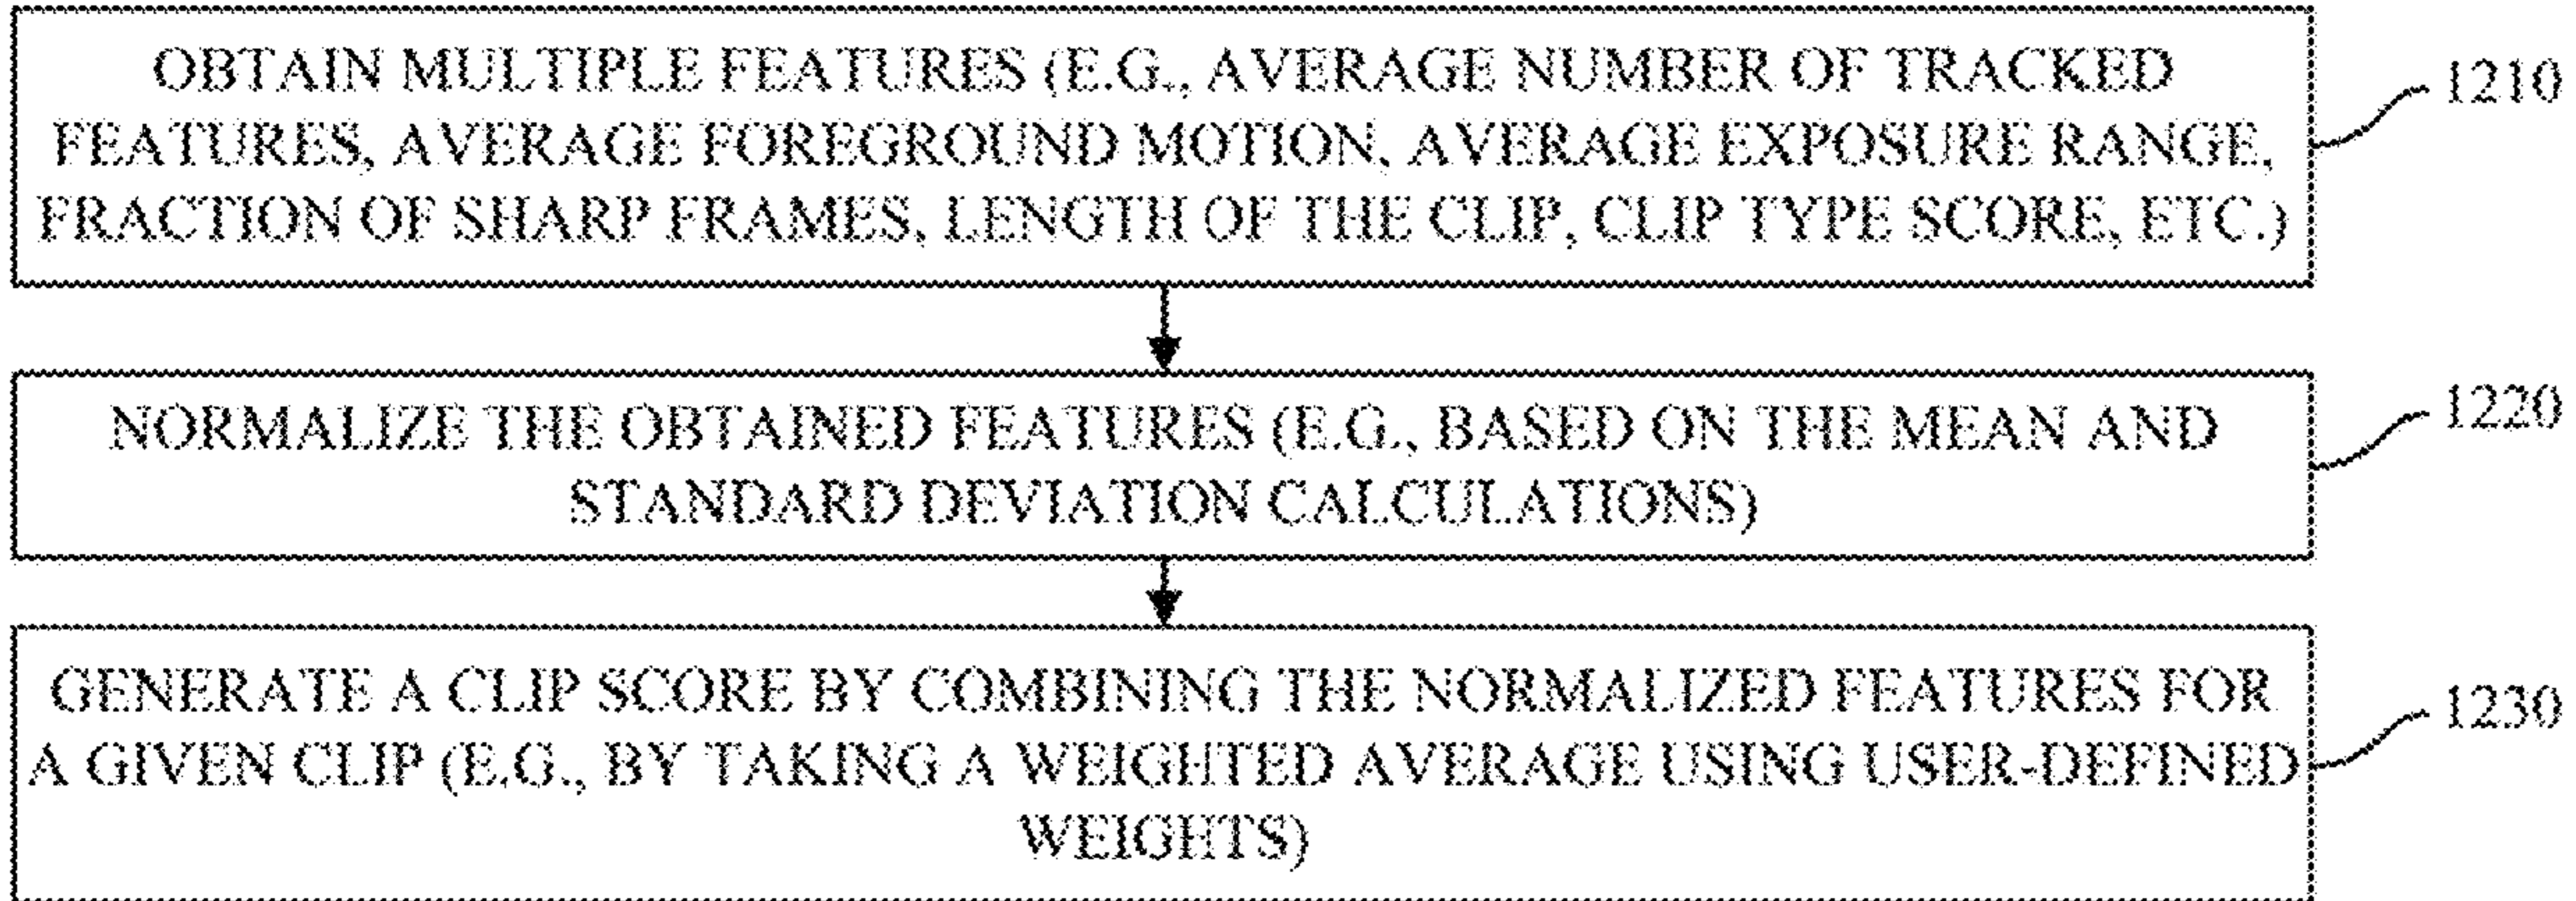 OBTAIN MULTIPLE FEATURES (E.G., AVERAGE NUMBER OF TRACKED
FEATURES, AVERAGE FOREGROUND MOTION, AVERAGE EXPOSURE RANGE,
FRACTION OF SHARP FRAMES, LENGTH OF THE CLIP, CLIP TYPE SCORE, ETC.)
1210
NORMALIZE THE OBTAINED FEATURES (E.G., BASED ON THE MEAN AND
STANDARD DEVIATION CALCULATIONS)
1220
GENERATE A CLIP SCORE BY COMBINING THE NORMALIZED FEATURES FOR
A GIVEN CLIP (E.G., BY TAKING A WEIGHTED AVERAGE USING USER-DEFINED
WEIGHTS)
1230